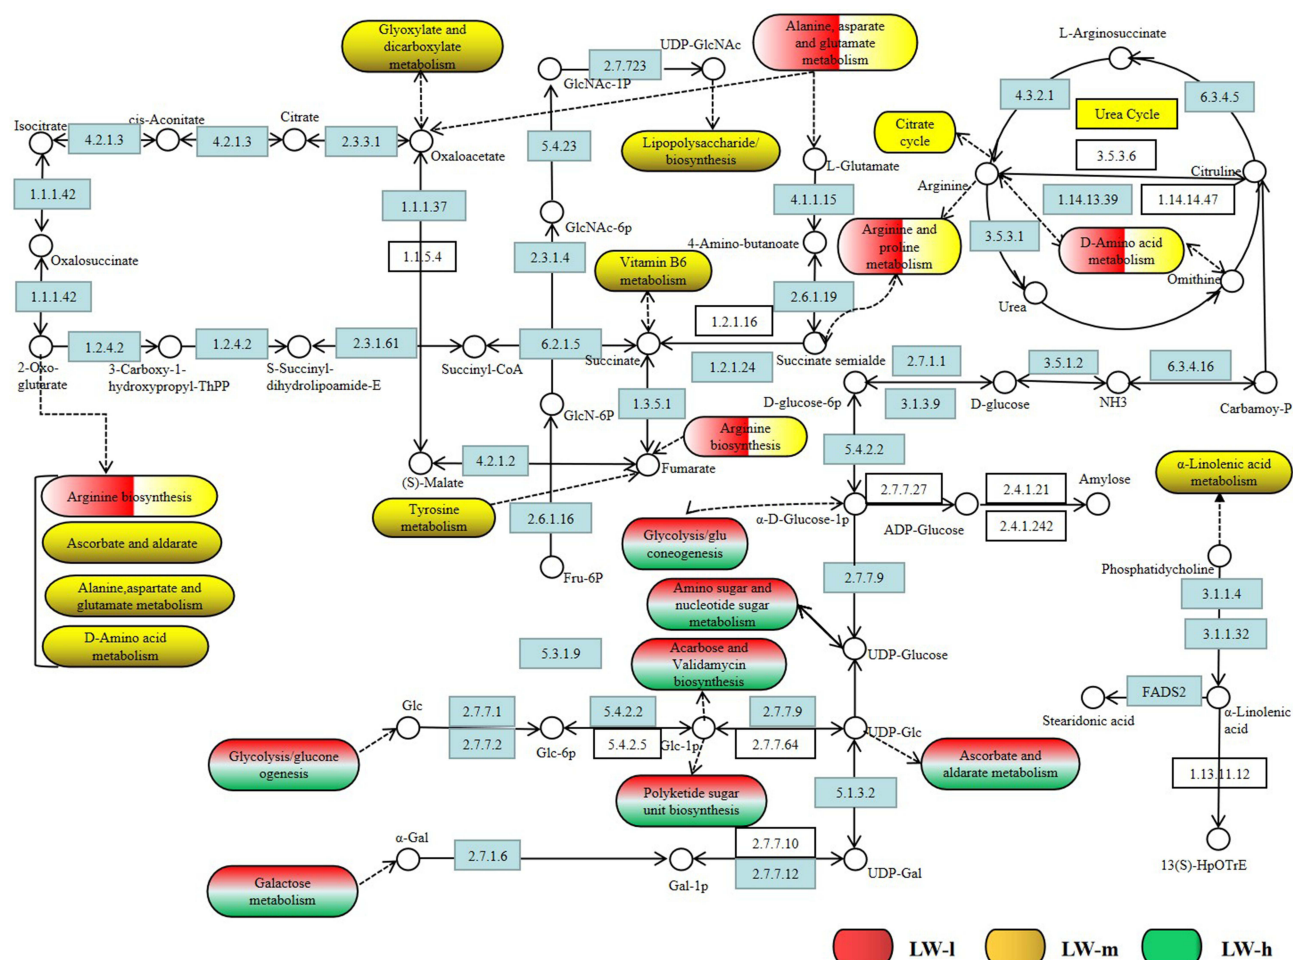 Glyoxylate and
dicarboxylate
metabolism
2.7.723
UDP-GlcNAc
GlcNAc-1P
Alanine, asparate
and glutamate
metabolism
L-Arginosuccinate
4.3.2.1
6.3.4.5
Urea Cycle
3.5.3.6
Citrate
cycle
Isocitrate
4.2.1.3
cis-Aconitate
4.2.1.3
Citrate
2.3.3.1
Oxaloacetate
5.4.23
Lipopolysaccharide/
biosynthesis
L-Glutamate
Citruline
Arginine
1.14.13.39
1.14.14.47
1.1.1.42
1.1.1.37
4.1.1.15
GlcNAc-6p
4-Amino-butanoate
Arginine and
proline
metabolism
3.5.3.1
D-Amino acid
metabolism
Omithine
Urea
Oxalosuccinate
1.1.5.4
2.3.1.4
Vitamin B6
metabolism
1.1.1.42
2.6.1.19
1.2.1.16
2-Oxo-
glutarate
1.2.4.2
3-Carboxy-1-
hydroxypropyl-ThPP
1.2.4.2
S-Succinyl-
dihydrolipoamide-E
2.3.1.61
Succinyl-CoA
6.2.1.5
Succinate
1.2.1.24
Succinate semialde
2.7.1.1
3.5.1.2
6.3.4.16
D-glucose-6p
3.1.3.9
D-glucose
NH3
Carbamoy-P
GlcN-6P
1.3.5.1
Arginine
biosynthesis
5.4.2.2
(S)-Malate
4.2.1.2
Fumarate
α-Linolenic acid
metabolism
Arginine biosynthesis
Tyrosine
metabolism
2.6.1.16
Glycolysis/glu
coneogenesis
α-D-Glucose-1p
2.7.7.27
ADP-Glucose
2.4.1.21
2.4.1.242
Amylose
Ascorbate and aldarate
Fru-6P
Phosphatidycholine
Alanine,aspartate and
glutamate metabolism
2.7.7.9
Amino sugar and
nucleotide sugar
metabolism
3.1.1.4
3.1.1.32
D-Amino acid
metabolism
5.3.1.9
Acarbose and
Validamycin
biosynthesis
UDP-Glucose
FADS2
Stearidonic acid
α-Linolenic
acid
Glc
2.7.7.1
2.7.7.2
Glc-6p
5.4.2.2
5.4.2.5
Glc-1p
2.7.7.9
2.7.7.64
UDP-Glc
Glycolysis/glucone
ogenesis
Ascorbate and
aldarate metabolism
1.13.11.12
Polyketide sugar
unit biosynthesis
5.1.3.2
α-Gal
2.7.1.6
Gal-1p
2.7.7.10
2.7.7.12
UDP-Gal
13(S)-HpOTrE
Galactose
metabolism
LW-l
LW-m
LW-h